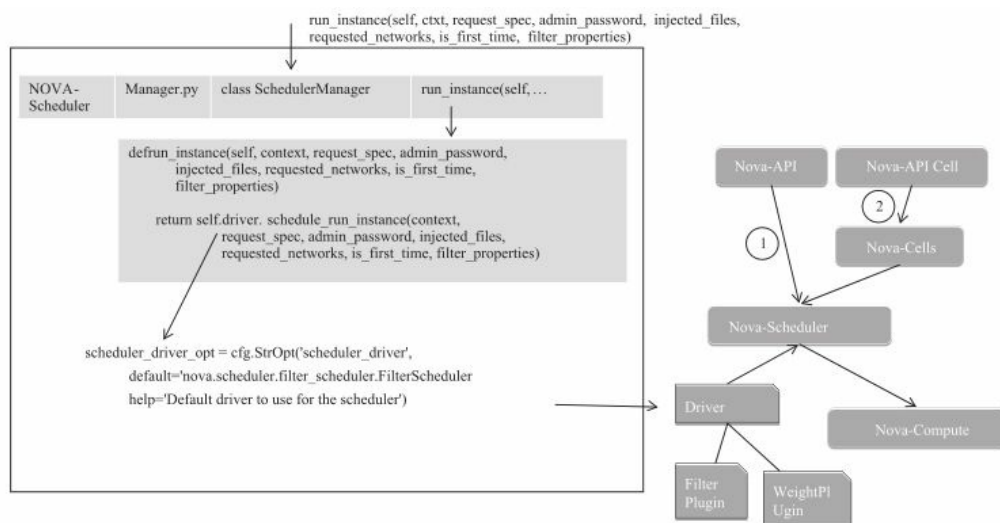 run_instance(self, ctxt, request_spec, admin_password, injected_files,
requested_networks, is_first_time, filter_properties)
NOVA-
Scheduler
Manager.py
class SchedulerManager
run_instance(self, …
defrun_instance(self, context, request_spec, admin_password,
injected_files, requested_networks, is_first_time,
filter_properties)
return self.driver. schedule_run_instance(context,
request_spec, admin_password, injected_files,
requested_networks, is_first_time, filter_properties)
scheduler_driver_opt = cfg.StrOpt('scheduler_driver',
default='nova.scheduler.filter_scheduler.FilterScheduler
help='Default driver to use for the scheduler')
Nova-API
Nova-API Cell
1
2
Nova-Cells
Nova-Scheduler
Driver
Nova-Compute
Filter
Plugin
WeightPl
Ugin